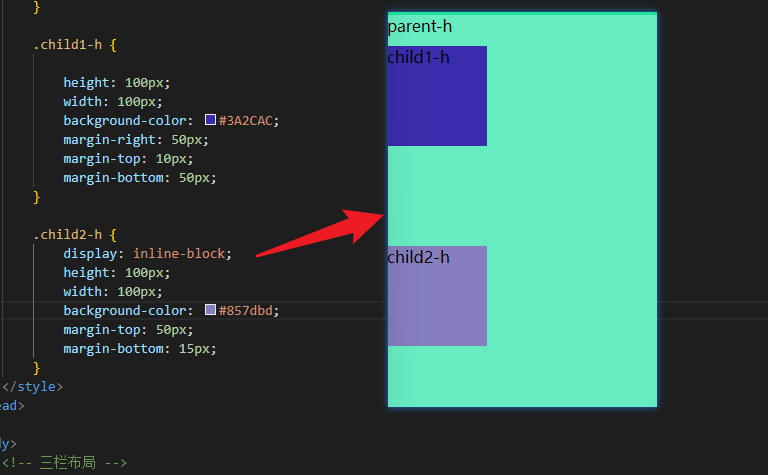 }
.child1-h {
height: 100px;
width: 100px;
background-color: #3A2CAC;
margin-right: 50px;
margin-top: 10px;
margin-bottom: 50px;
}
.child2-h {
display: inline-block;
height: 100px;
width: 100px;
background-color: #857dbd;
margin-top: 50px;
margin-bottom: 15px;
}
</style>
ead>
dy>
<!-- 三栏布局 -->
parent-h
child1-h
child2-h